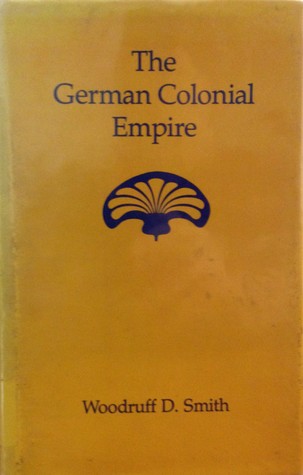 The
German Colonial
Empire
Woodruff D. Smith